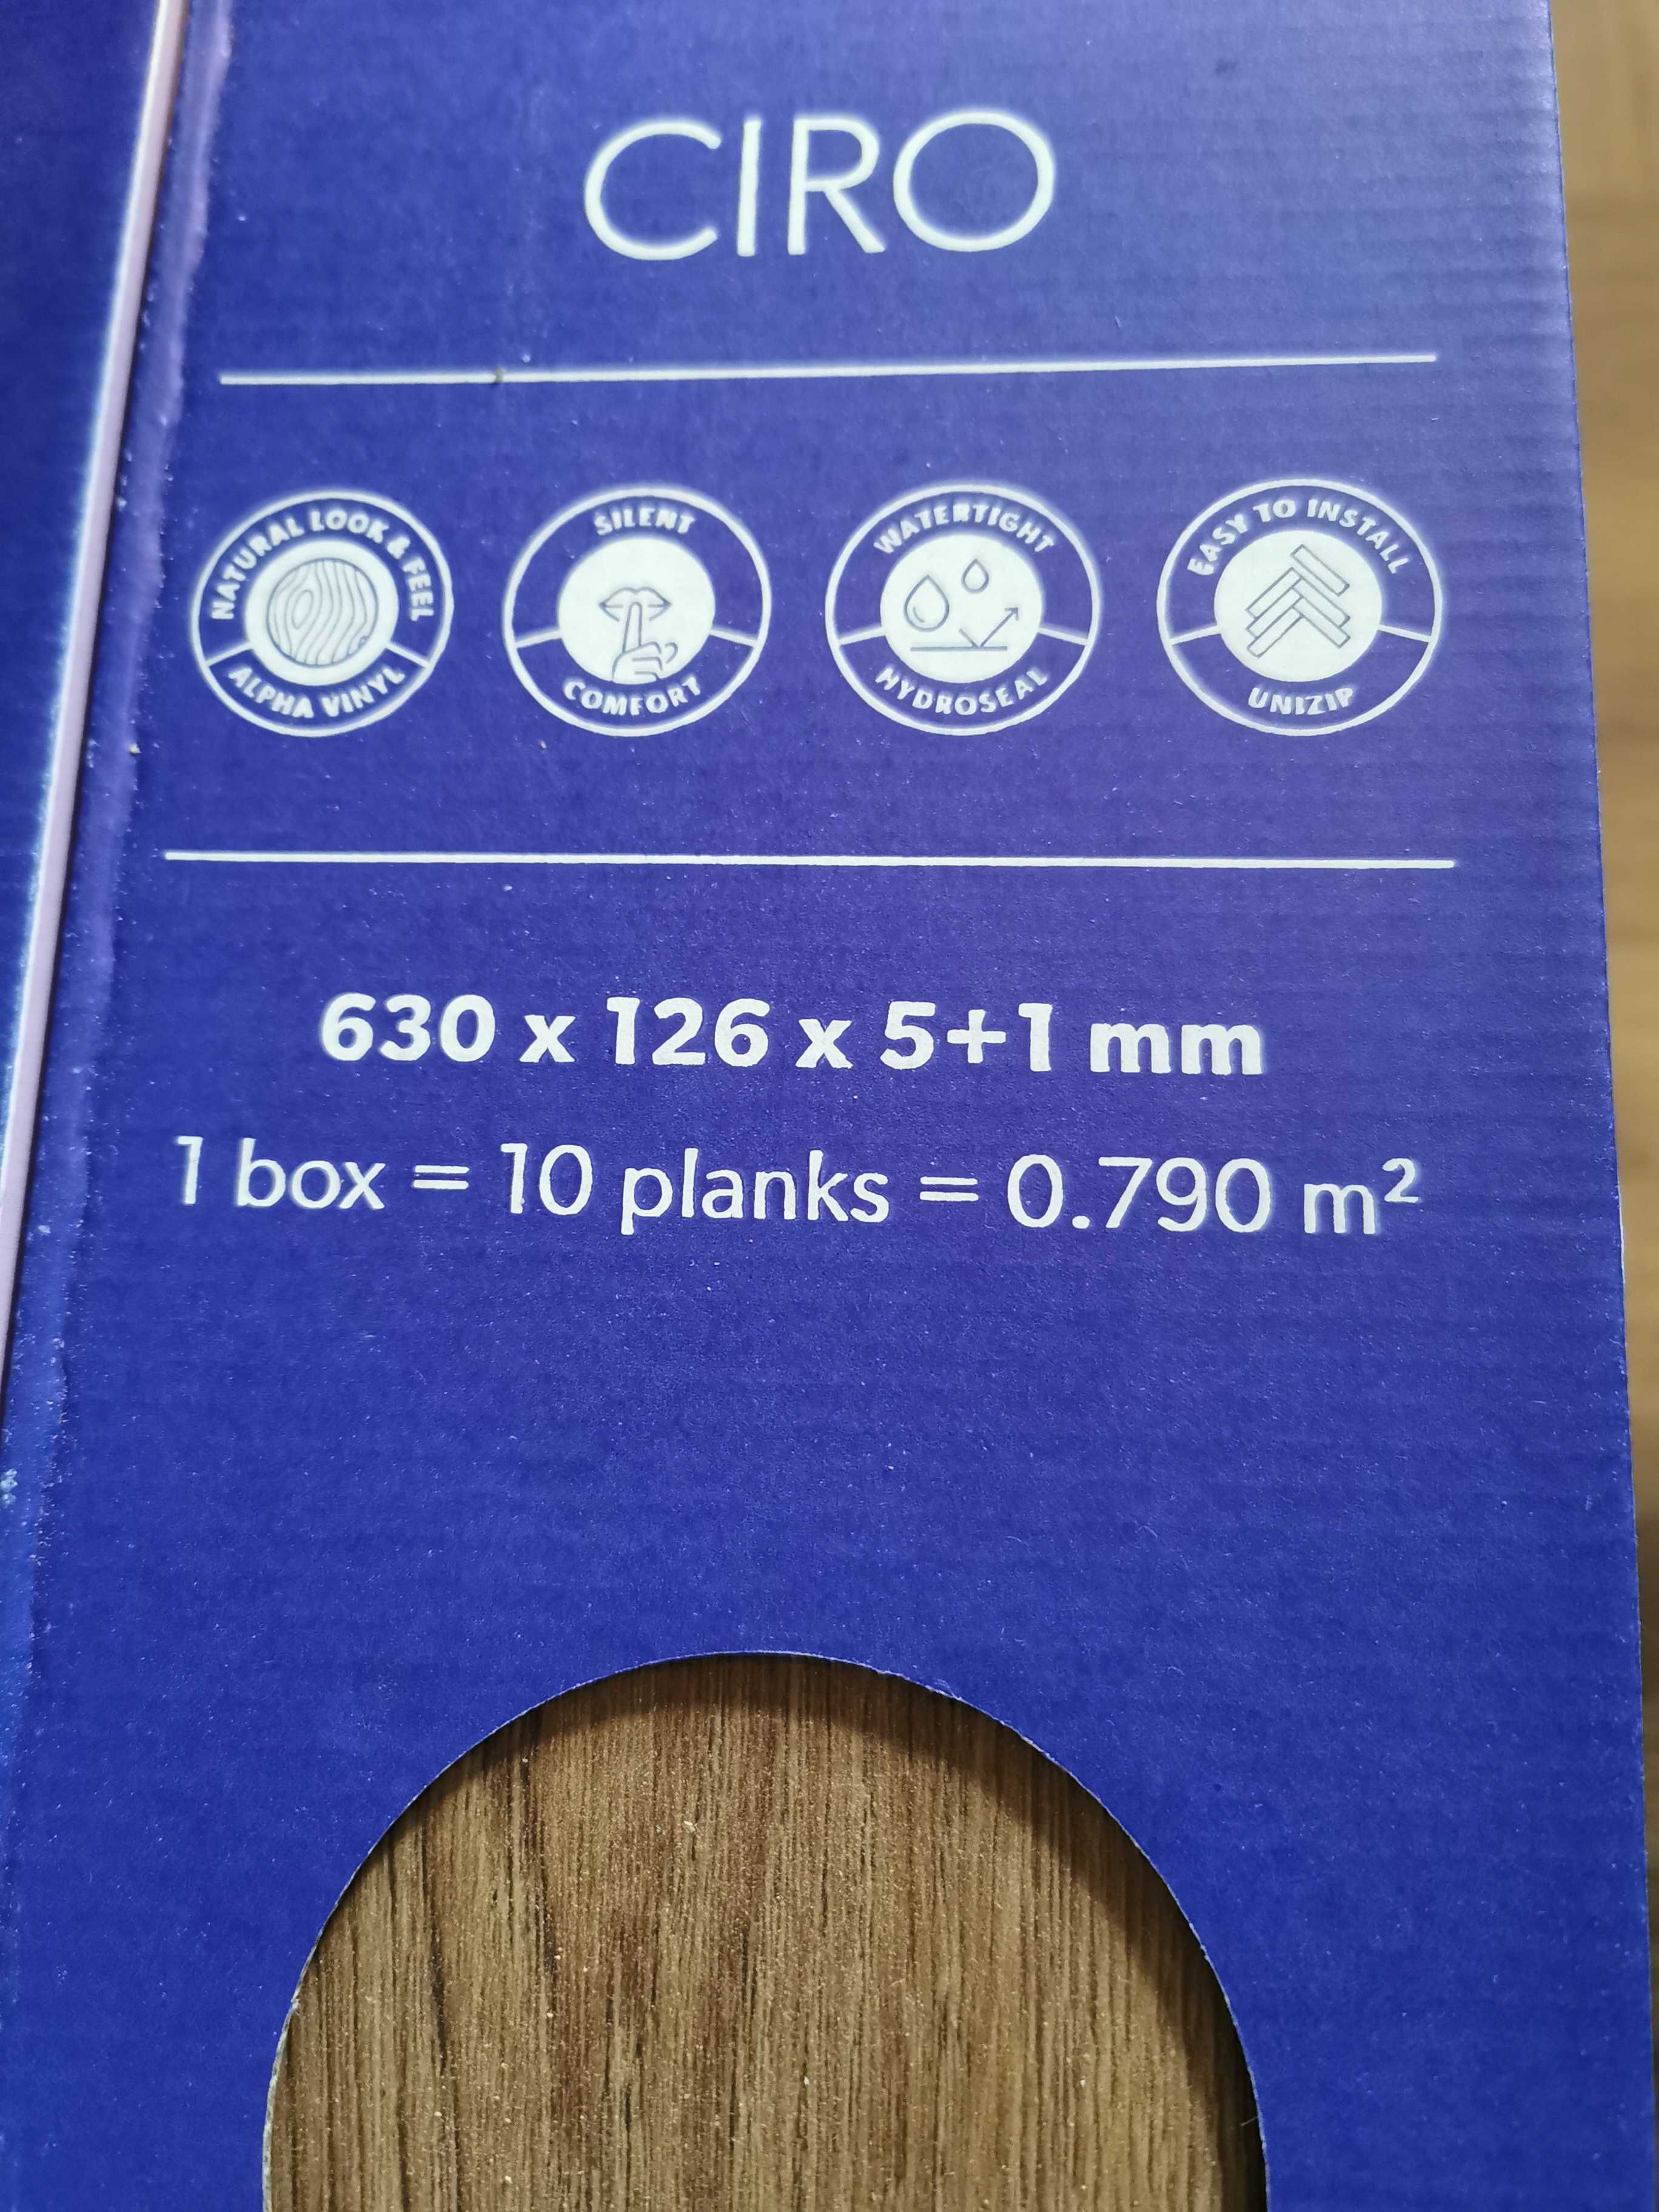 CIRO
NATURAL LOOK & FEEL
ALPHA VINYL
SILENT
COMFORT
WATERTIGHT
HYDROSEAL
EASY TO INSTALL
UNIZIP
630 x 126 x 5+1 mm
1 box = 10 planks = 0.790 m²